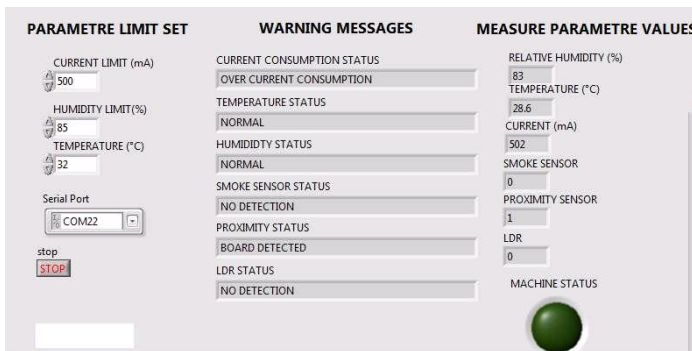 PARAMETRE LIMIT SET
CURRENT LIMIT (mA)
500
HUMIDITY LIMIT(%)
85
TEMPERATURE (°C)
32
Serial Port
COM22
stop
STOP
WARNING MESSAGES
CURRENT CONSUMPTION STATUS
OVER CURRENT CONSUMPTION
TEMPERATURE STATUS
NORMAL
HUMIDIDTY STATUS
NORMAL
SMOKE SENSOR STATUS
NO DETECTION
PROXIMITY STATUS
BOARD DETECTED
LDR STATUS
NO DETECTION
MEASURE PARAMETRE VALUES
RELATIVE HUMIDITY (%)
83
TEMPERATURE (°C)
28.6
CURRENT (mA)
502
SMOKE SENSOR
0
PROXIMITY SENSOR
1
LDR
0
MACHINE STATUS